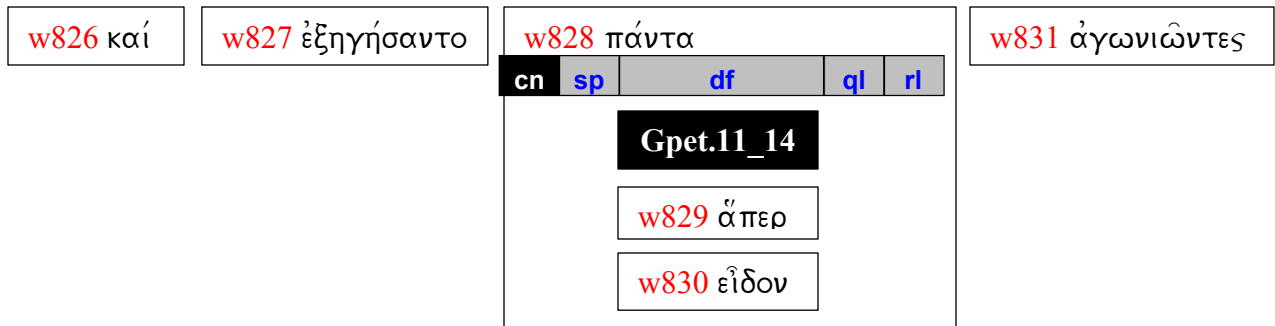 w826 καί w827 ἐξηγήσαντο w828 πάντα w831 ἀγωνιῶντες
cn sp df ql rl
Gpet.11_14
w829 ἅπερ
w830 εἶδον